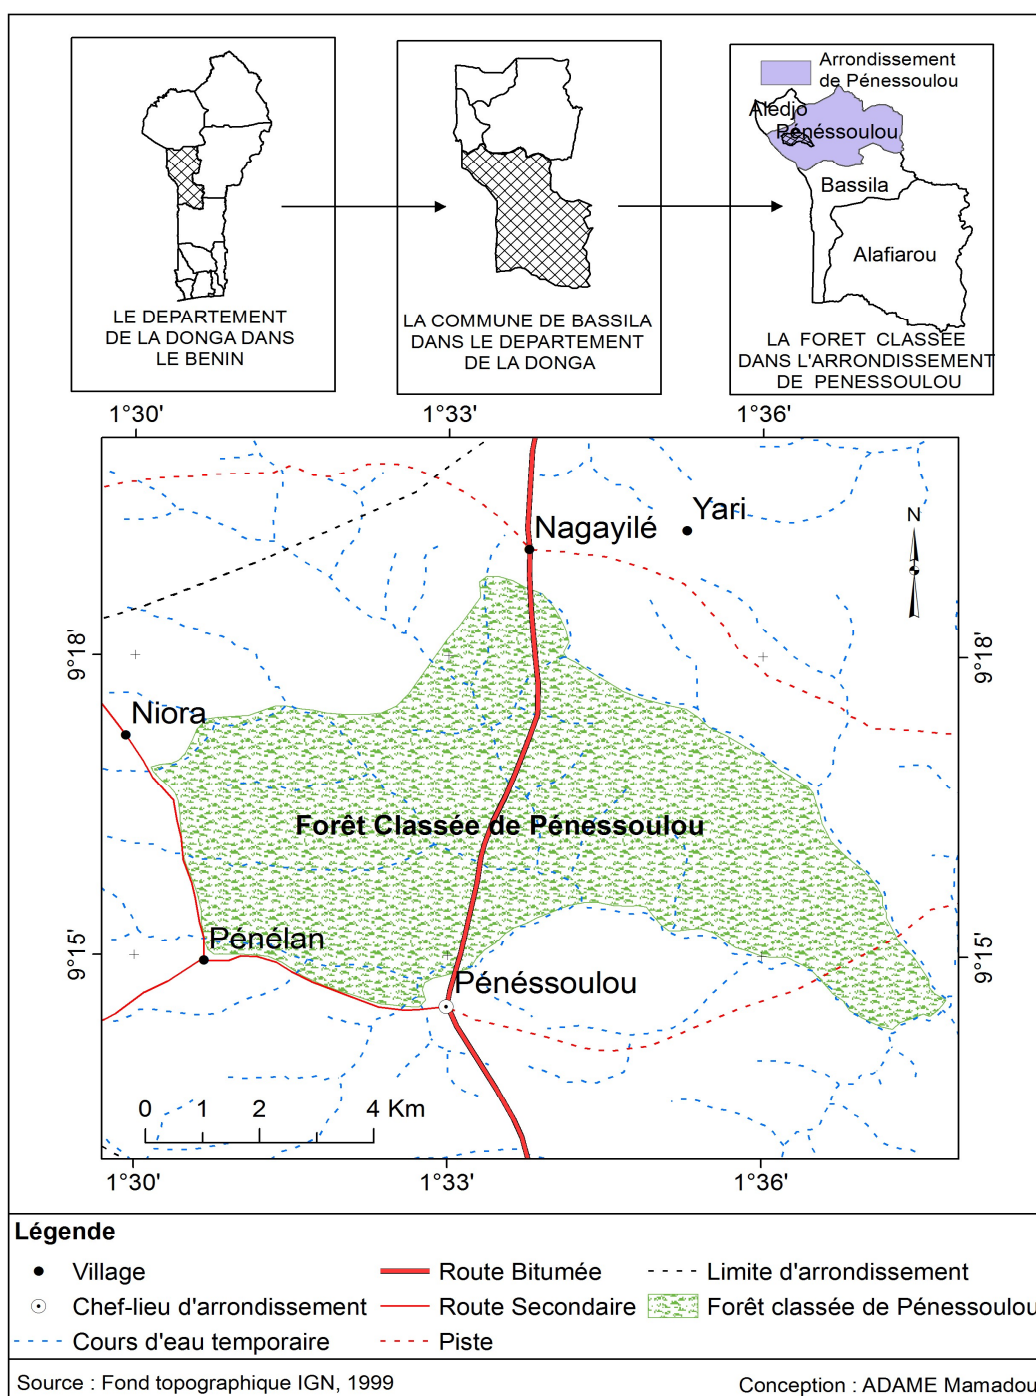 Arrondissement
de Pénessoulou
Alédjo
Pénéssoulou
Bassila
Alafiarou
LE DEPARTEMENT
DE LA DONGA DANS
LE BENIN
LA COMMUNE DE BASSILA
DANS LE DEPARTEMENT
DE LA DONGA
LA FORET CLASSÉE
DANS L'ARRONDISSEMENT
DE PENESSOULOU
1°30' 1°33' 1°36'
Nagayilé
Yari
N
9°18' 9°18'
Niora
Forêt Classée de Pénessoulou
Pénélan
9°15' 9°15'
Pénéssoulou
0 1 2 4 Km
1°30' 1°33' 1°36'
Légende
Village
Route Bitumée
Limite d'arrondissement
Chef-lieu d'arrondissement
Route Secondaire
Forêt classée de Pénessoulou
Cours d'eau temporaire
Piste
Source : Fond topographique IGN, 1999
Conception : ADAME Mamadou